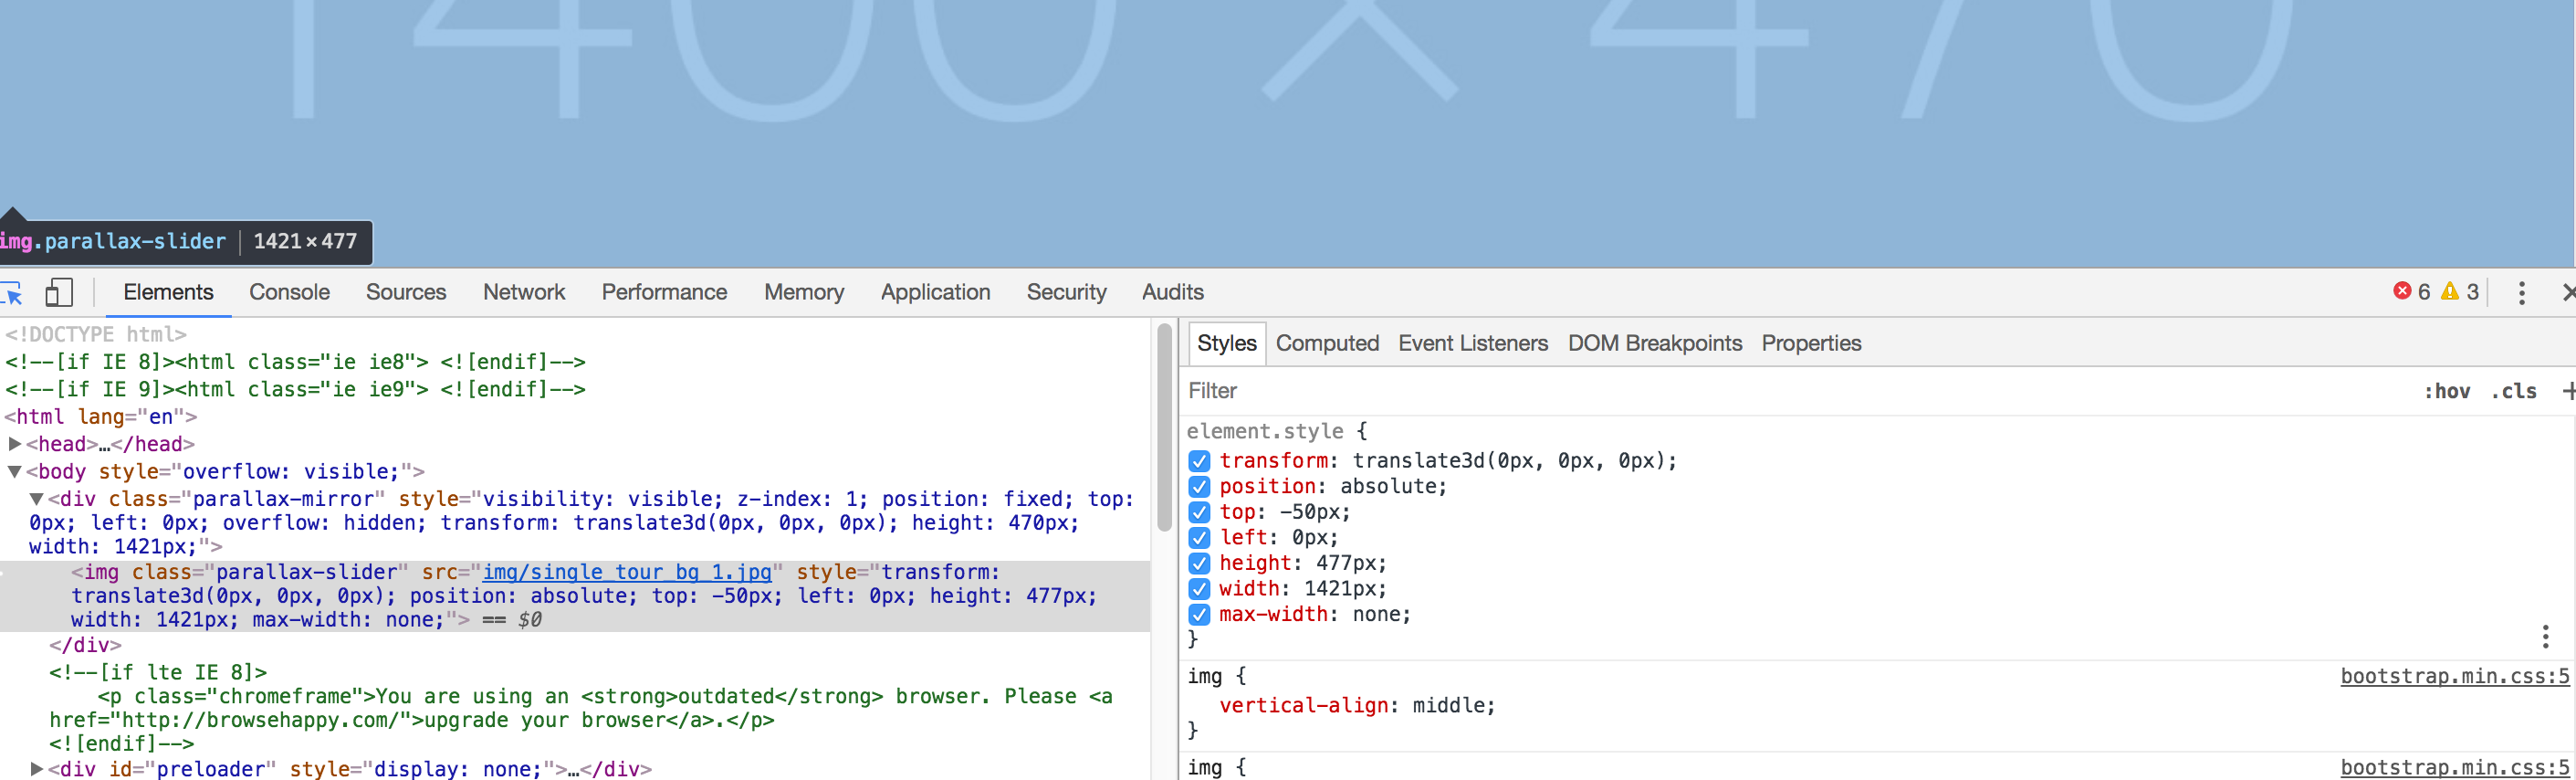 1400 × 470
img.parallax-slider | 1421×477
Elements Console Sources Network Performance Memory Application Security Audits 6 3
<!DOCTYPE html>
<!--[if IE 8]><html class="ie ie8"> <![endif]-->
<!--[if IE 9]><html class="ie ie9"> <![endif]-->
<html lang="en">
<head>…</head>
<body style="overflow: visible;">
<div class="parallax-mirror" style="visibility: visible; z-index: 1; position: fixed; top:
0px; left: 0px; overflow: hidden; transform: translate3d(0px, 0px, 0px); height: 470px;
width: 1421px;">
<img class="parallax-slider" src="img/single_tour_bg_1.jpg" style="transform:
translate3d(0px, 0px, 0px); position: absolute; top: -50px; left: 0px; height: 477px;
width: 1421px; max-width: none;"> == $0
</div>
<!--[if lte IE 8]>
<p class="chromeframe">You are using an <strong>outdated</strong> browser. Please <a
href="http://browsehappy.com/">upgrade your browser</a>.</p>
<![endif]-->
<div id="preloader" style="display: none;">…</div>
Styles Computed Event Listeners DOM Breakpoints Properties
Filter :hov .cls +
element.style {
transform: translate3d(0px, 0px, 0px);
position: absolute;
top: -50px;
left: 0px;
height: 477px;
width: 1421px;
max-width: none;
}
img { bootstrap.min.css:5
vertical-align: middle;
}
img { bootstrap.min.css:5